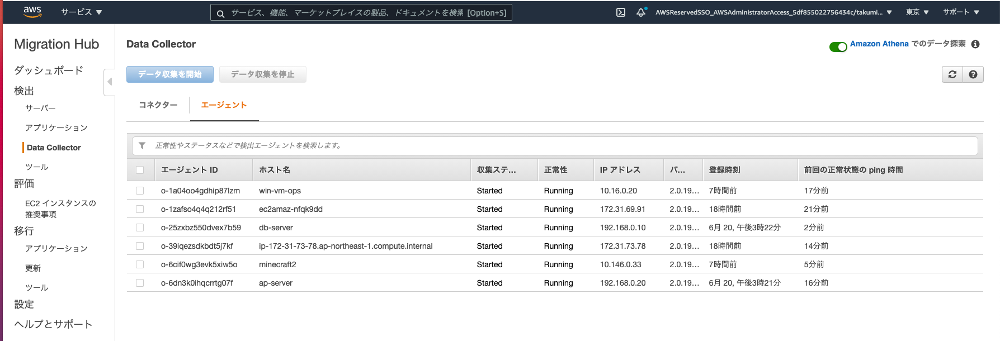 aws
サービス
サービス、機能、マーケットプレイスの製品、ドキュメントを検索 [Option+S]
AWSReservedSSO_AWSAdministratorAccess_5df855022756434c/takumi...
東京
サポート
Migration Hub
ダッシュボード
検出
サーバー
アプリケーション
Data Collector
ツール
評価
EC2 インスタンスの
推奨事項
移行
アプリケーション
更新
ツール
設定
ヘルプとサポート
Data Collector
Amazon Athena でのデータ探索
データ収集を開始 データ収集を停止
コネクター エージェント
正常性やステータスなどで検出エージェントを検索します。
エージェント ID ホスト名 収集ステ... 正常性 IP アドレス バ... 登録時刻 前回の正常状態の ping 時間
o-1a04oo4gdhip87lzm win-vm-ops Started Running 10.16.0.20 2.0.19... 7時間前 17分前
o-1zafso4q4q212rf51 ec2amaz-nfqk9dd Started Running 172.31.69.91 2.0.19... 18時間前 21分前
o-25zxbz550dvex7b59 db-server Started Running 192.168.0.10 2.0.19... 6月 20, 午後3時22分 2分前
o-39iqezsdkbdt5j7kf ip-172-31-73-78.ap-northeast-1.compute.internal Started Running 172.31.73.78 2.0.19... 18時間前 14分前
o-6cif0wg3evk5xiw5o minecraft2 Started Running 10.146.0.33 2.0.19... 7時間前 5分前
o-6dn3k0ihqcrrtg07f ap-server Started Running 192.168.0.20 2.0.19... 6月 20, 午後3時21分 16分前